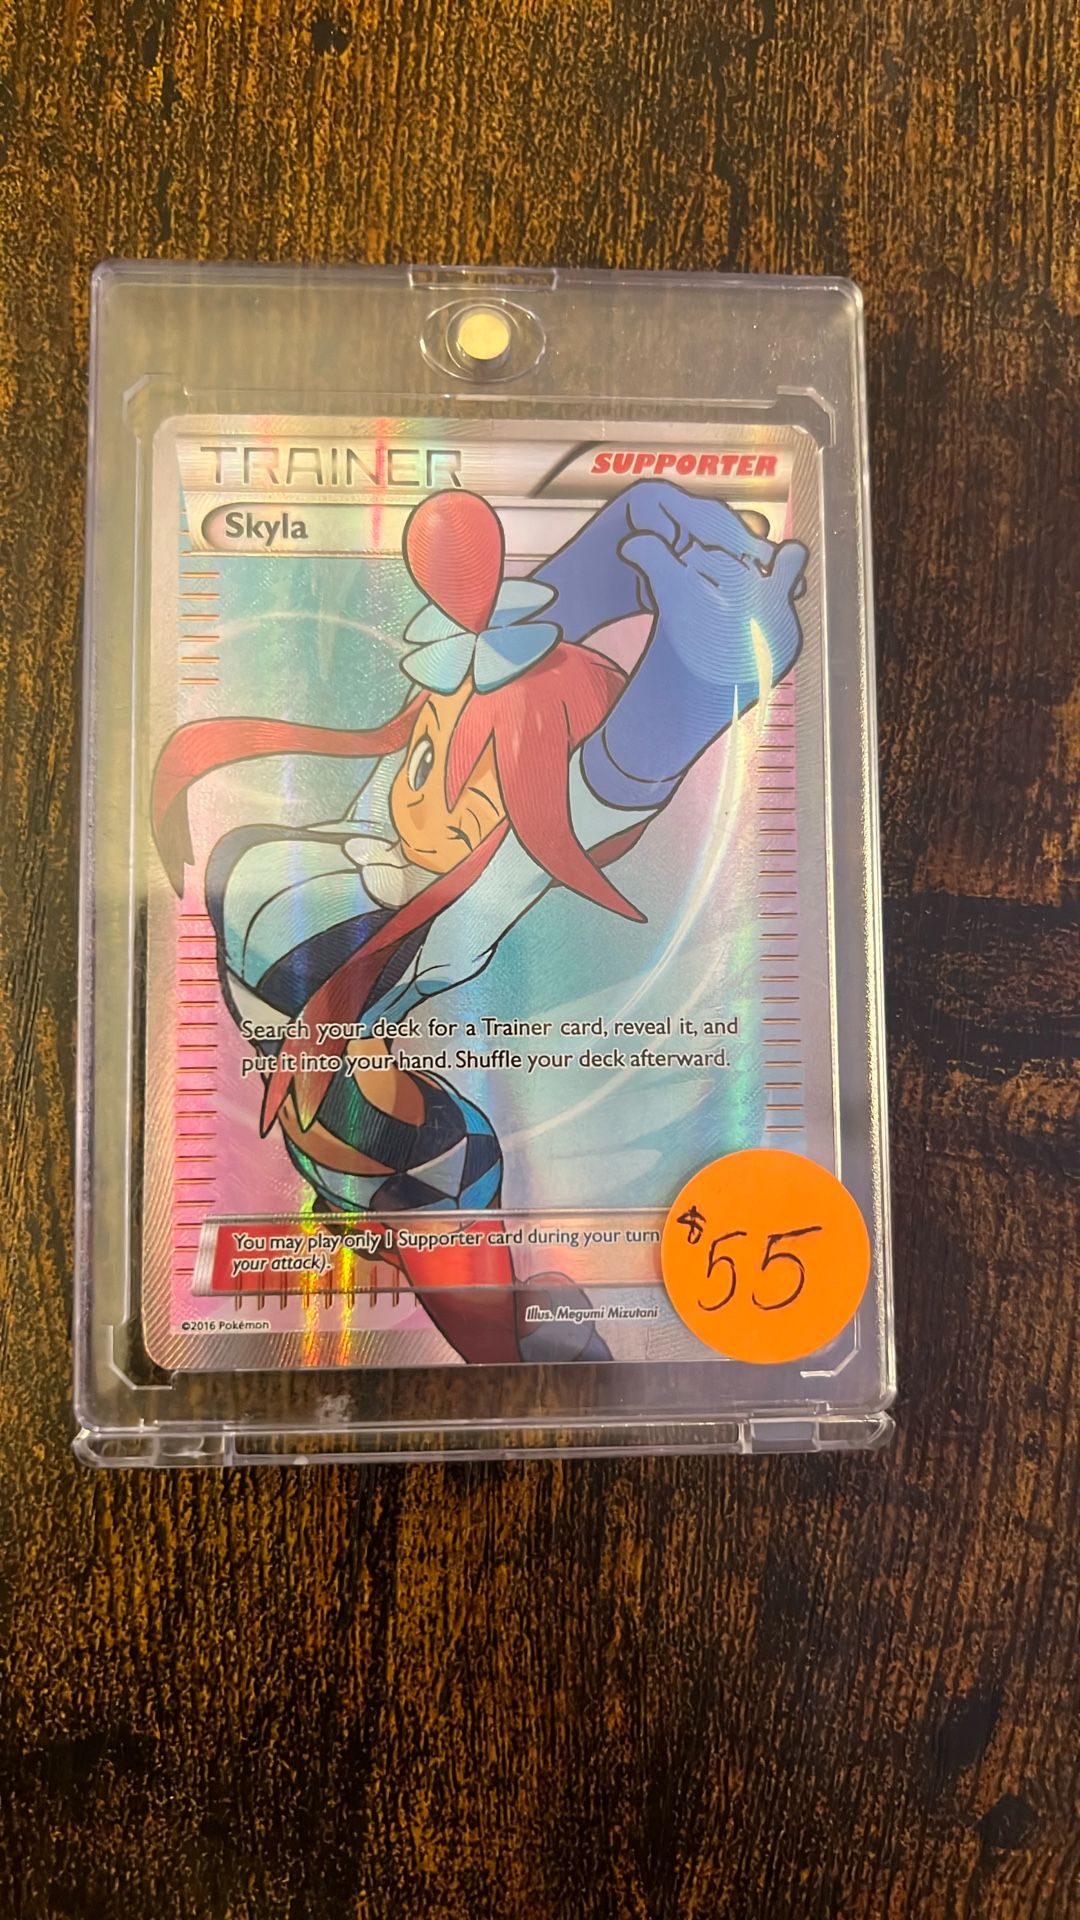 TRAINER
SUPPORTER
Skyla
Search your deck for a Trainer card, reveal it, and
put it into your hand. Shuffle your deck afterward.
You may play only 1 Supporter card during your turn
your attack).
$55
Illus. Megumi Mizutani
©2016 Pokémon